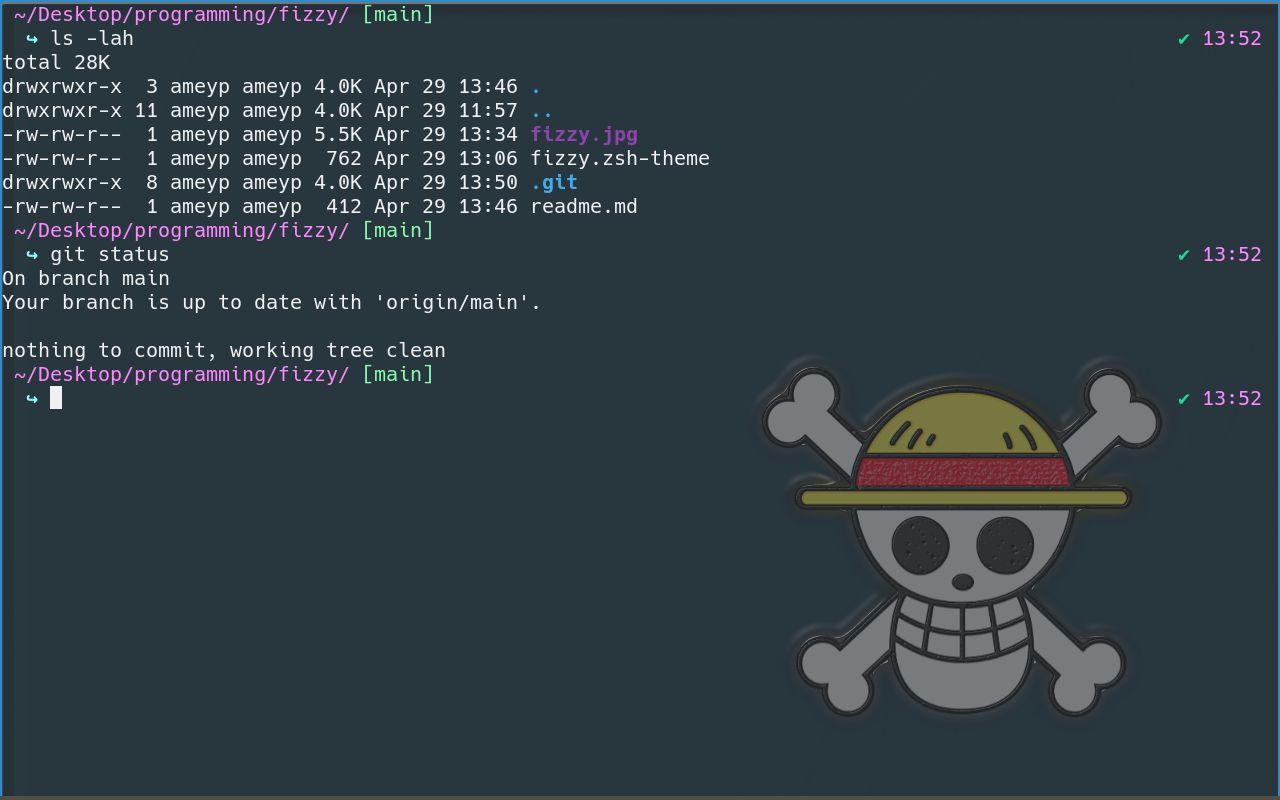 ~/Desktop/programming/fizzy/ [main]
↪ ls -lah ✔ 13:52
total 28K
drwxrwxr-x  3 ameyp ameyp 4.0K Apr 29 13:46 .
drwxrwxr-x 11 ameyp ameyp 4.0K Apr 29 11:57 ..
-rw-rw-r--  1 ameyp ameyp 5.5K Apr 29 13:34 fizzy.jpg
-rw-rw-r--  1 ameyp ameyp  762 Apr 29 13:06 fizzy.zsh-theme
drwxrwxr-x  8 ameyp ameyp 4.0K Apr 29 13:50 .git
-rw-rw-r--  1 ameyp ameyp  412 Apr 29 13:46 readme.md
~/Desktop/programming/fizzy/ [main]
↪ git status ✔ 13:52
On branch main
Your branch is up to date with 'origin/main'.
nothing to commit, working tree clean
~/Desktop/programming/fizzy/ [main]
↪ ✔ 13:52